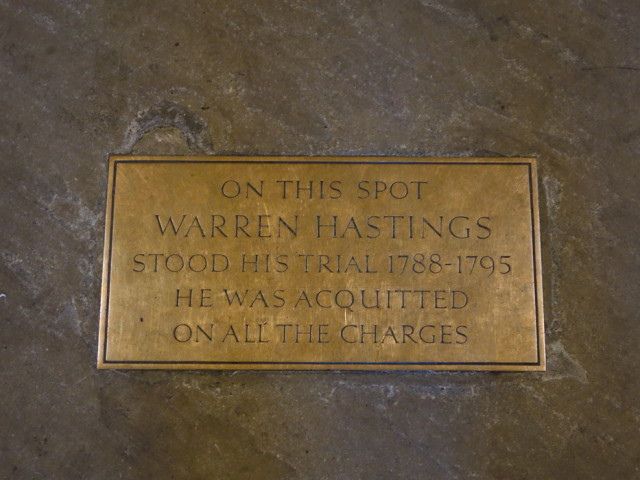 ON THIS SPOT
WARREN HASTINGS
STOOD HIS TRIAL 1788-1795
HE WAS ACQUITTED
ON ALL THE CHARGES